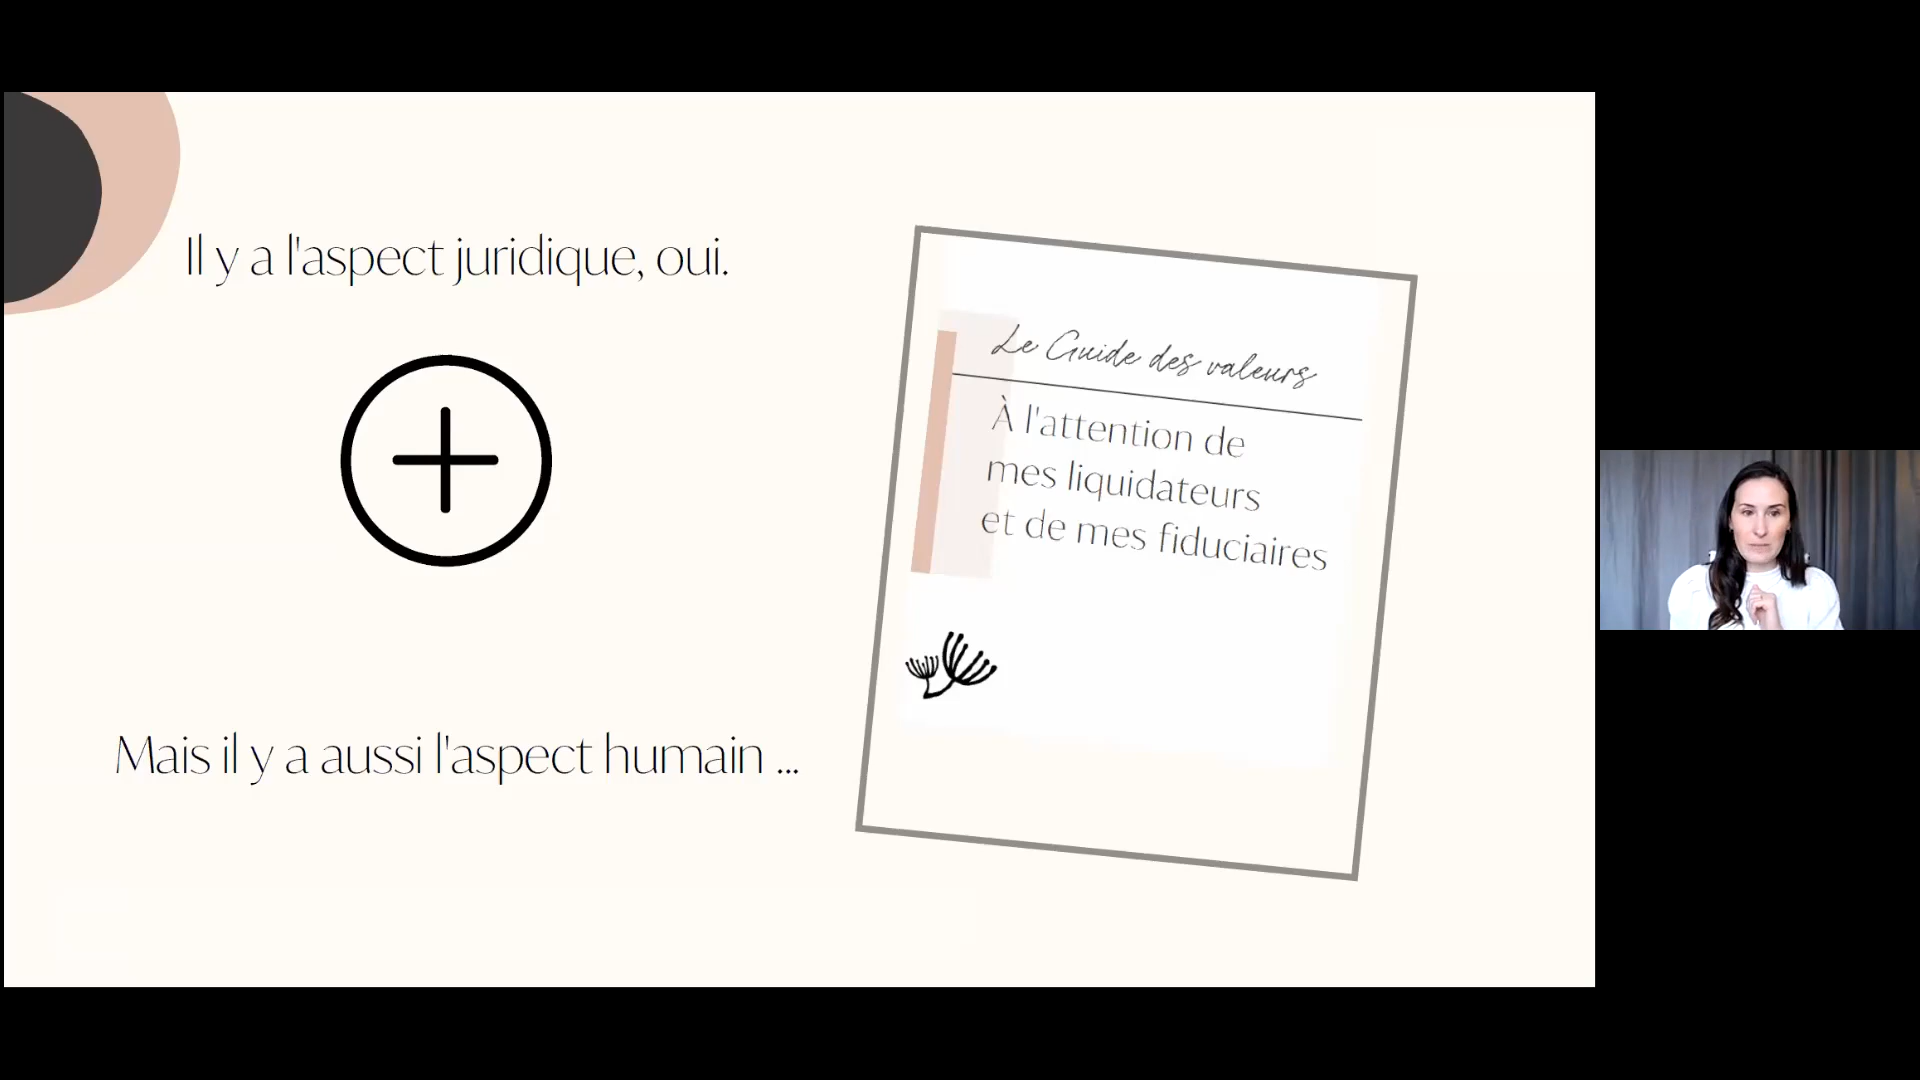 Il y a l'aspect juridique, oui.
Mais il y a aussi l'aspect humain ...
Le Guide des valeurs
À l'attention de
mes liquidateurs
et de mes fiduciaires